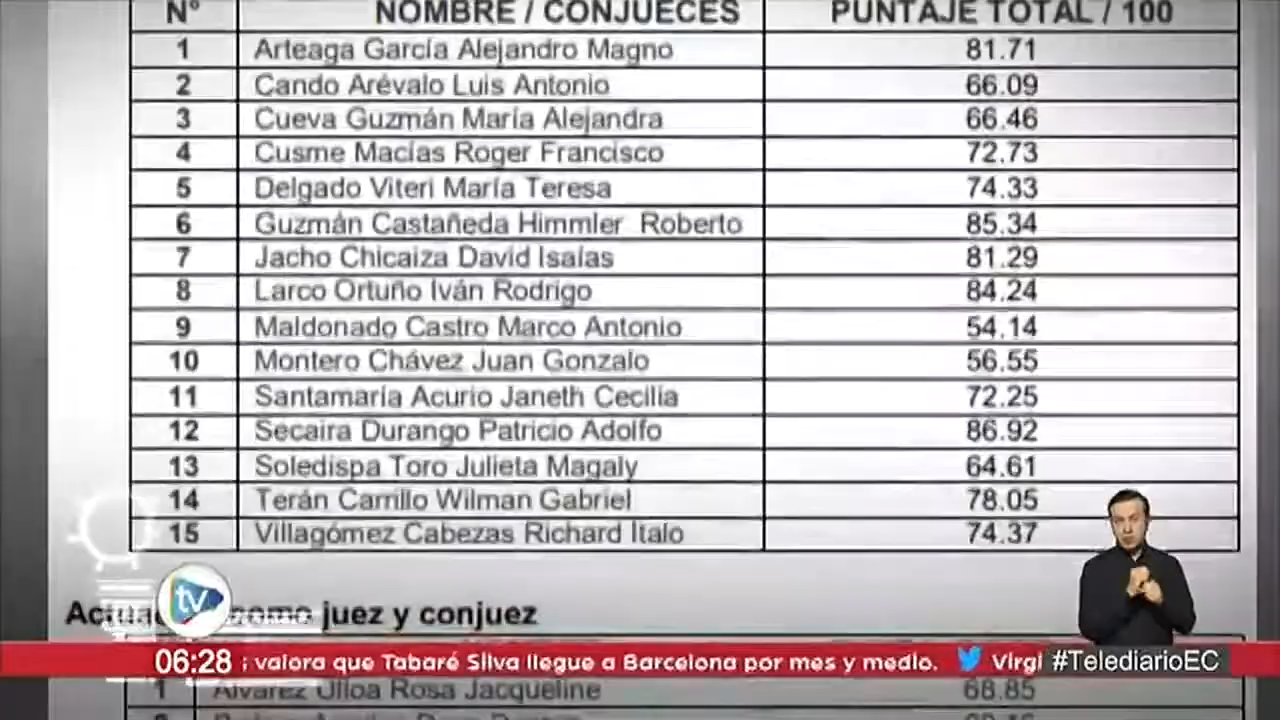 N° NOMBRE / CONJUECES PUNTAJE TOTAL / 100
1 Arteaga García Alejandro Magno 81.71
2 Cando Arévalo Luis Antonio 66.09
3 Cueva Guzmán María Alejandra 66.46
4 Cusme Macías Roger Francisco 72.73
5 Delgado Viteri María Teresa 74.33
6 Guzmán Castañeda Himmler Roberto 85.34
7 Jacho Chicaiza David Isaías 81.29
8 Larco Ortuño Iván Rodrigo 84.24
9 Maldonado Castro Marco Antonio 54.14
10 Montero Chávez Juan Gonzalo 56.55
11 Santamaría Acurio Janeth Cecilia 72.25
12 Secaira Durango Patricio Adolfo 86.92
13 Soledispa Toro Julieta Magaly 64.61
14 Terán Carrillo Wilman Gabriel 78.05
15 Villagómez Cabezas Richard Italo 74.37
tv
como juez y conjuez
06:28 valora que Tabaré Silva llegue a Barcelona por mes y medio. Virgi #TelediarioEC
1 Álvarez Ulloa Rosa Jacqueline 68.85